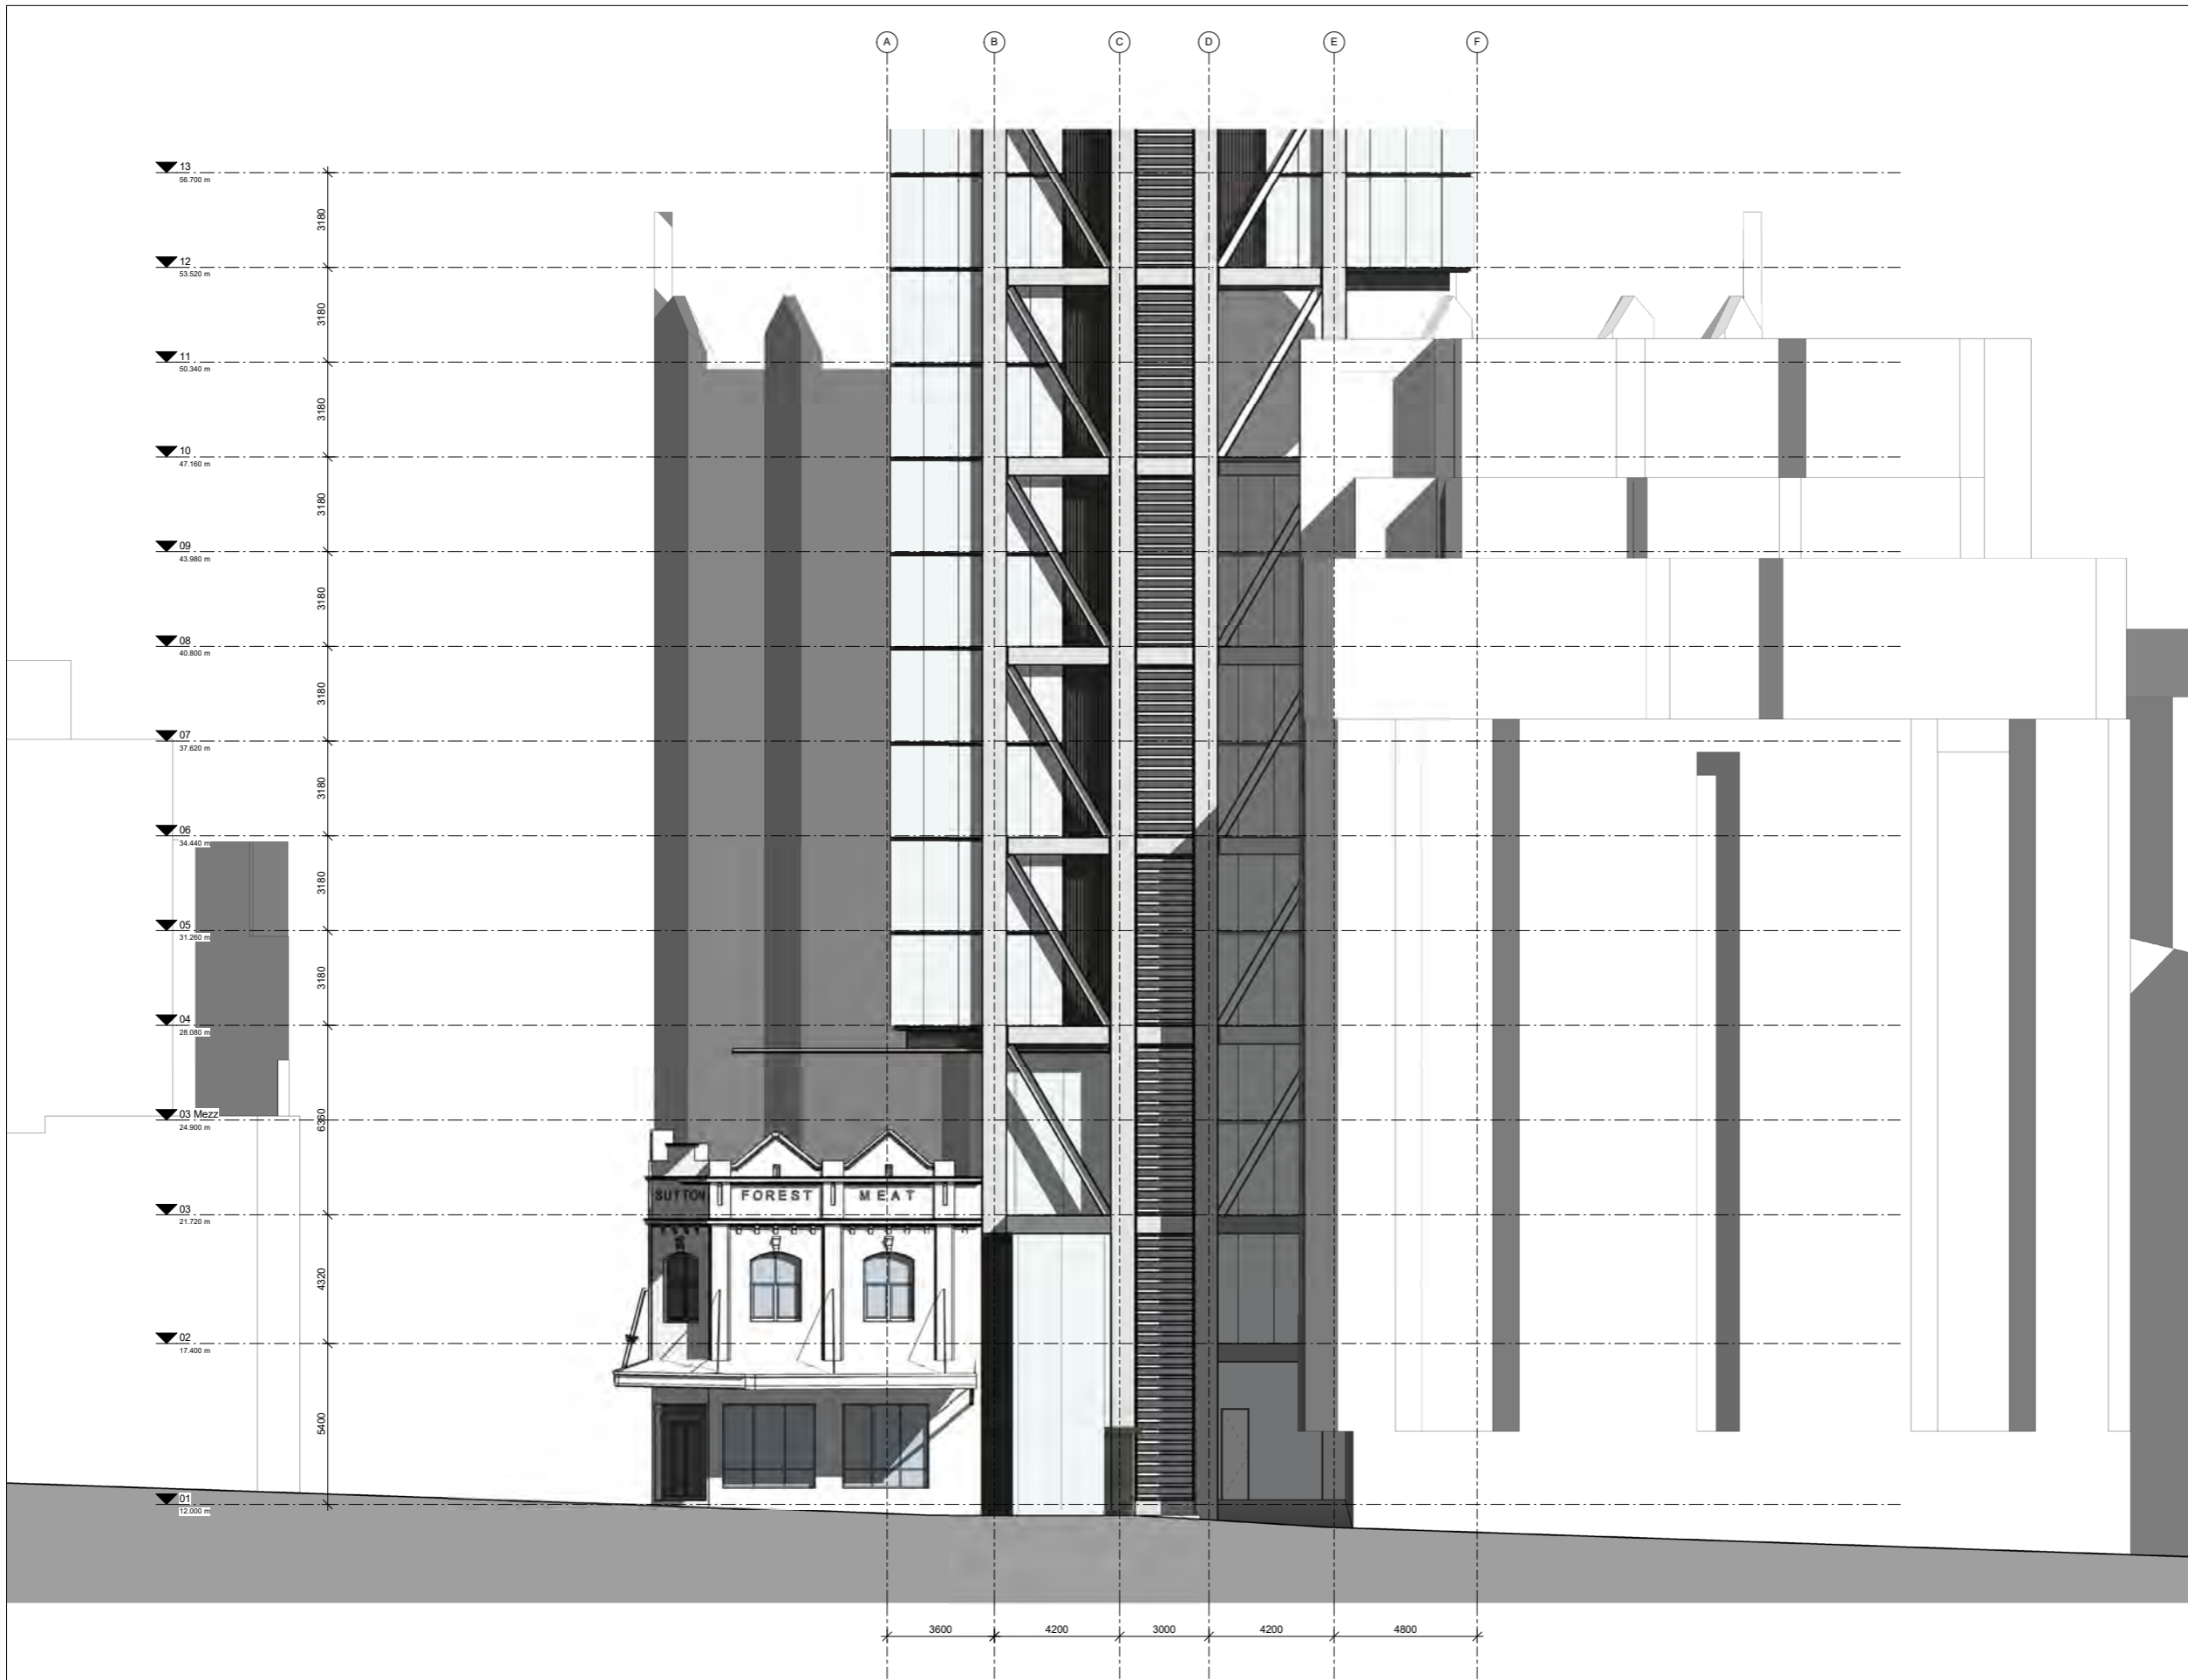 A B C D E F
13
56.700 m
3180
12
53.520 m
3180
11
50.340 m
3180
10
47.160 m
3180
09
43.980 m
3180
08
40.800 m
3180
07
37.620 m
3180
06
34.440 m
3180
05
31.260 m
3180
04
28.080 m
03 Mezz
24.900 m
6360
SUTTON FOREST MEAT
03
21.720 m
4320
02
17.400 m
5400
01
12.000 m
3600 4200 3000 4200 4800